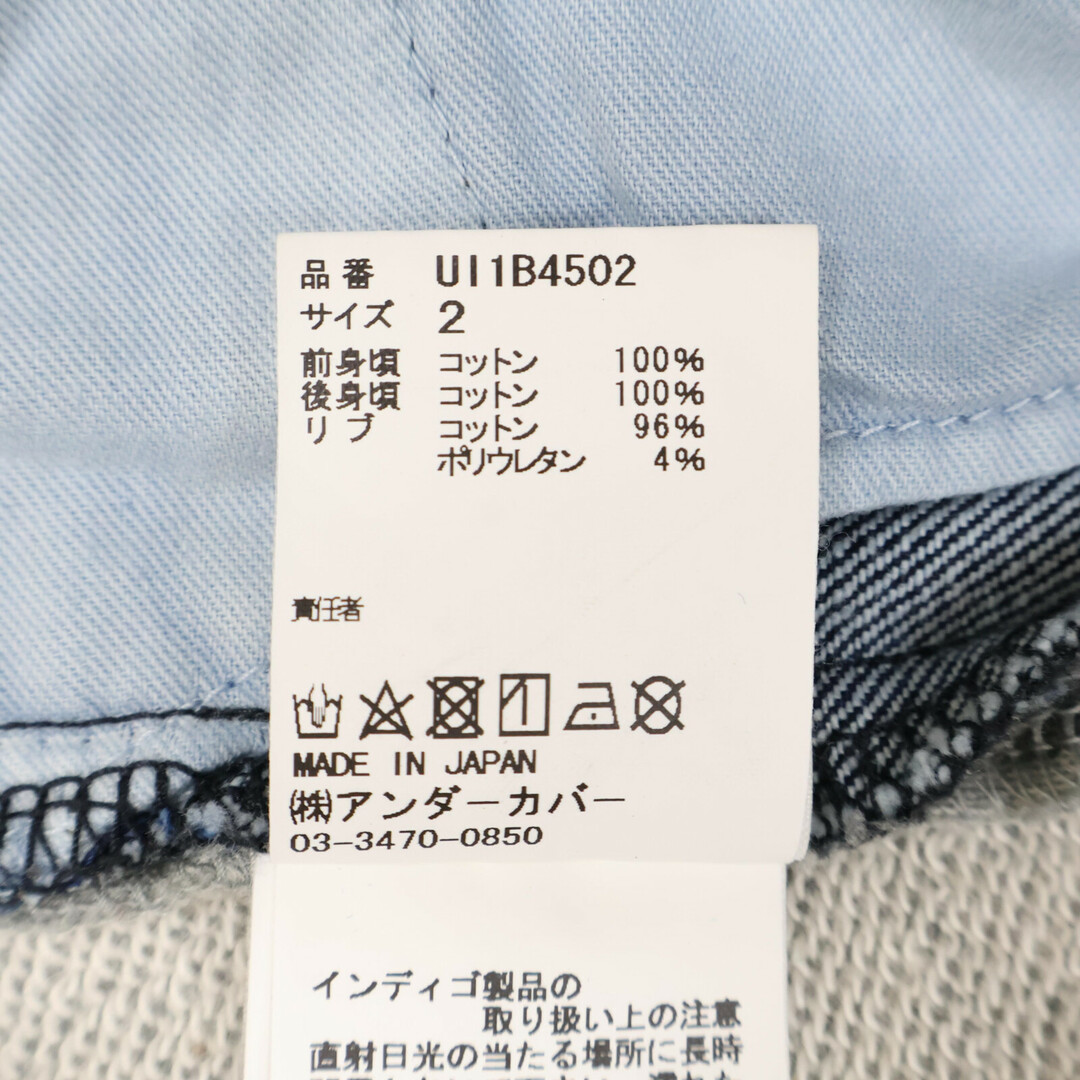 品番 UI1B4502
サイズ 2
前身頃 コットン 100%
後身頃 コットン 100%
リブ コットン 96%
ポリウレタン 4%
責任者
MADE IN JAPAN
㈱アンダーカバー
03-3470-0850
インディゴ製品の
取り扱い上の注意
直射日光の当たる場所に長時